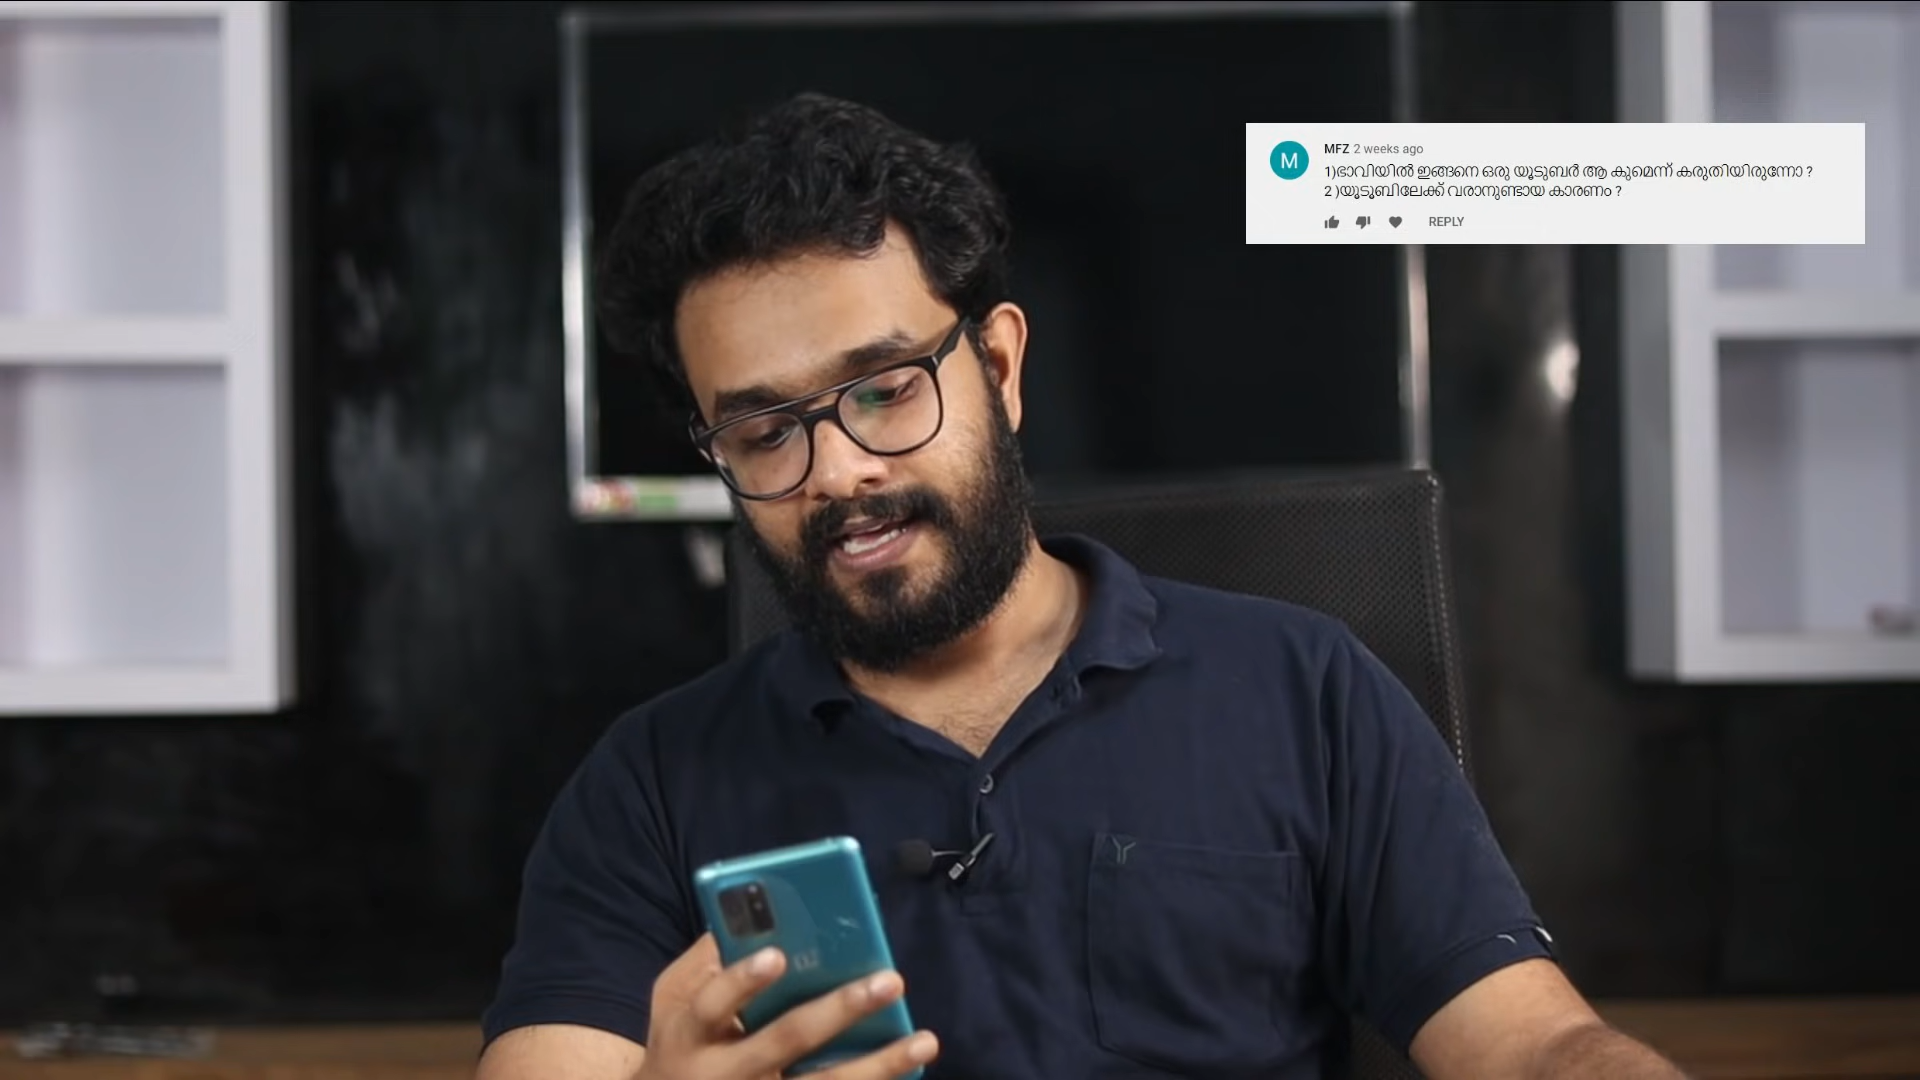 M
MFZ 2 weeks ago
1)ഭാവിയിൽ ഇങ്ങനെ ഒരു യൂടുബർ ആ കുമെന്ന് കരുതിയിരുന്നോ ?
2 )യൂടൂബിലേക്ക് വരാനുണ്ടായ കാരണം ?
REPLY